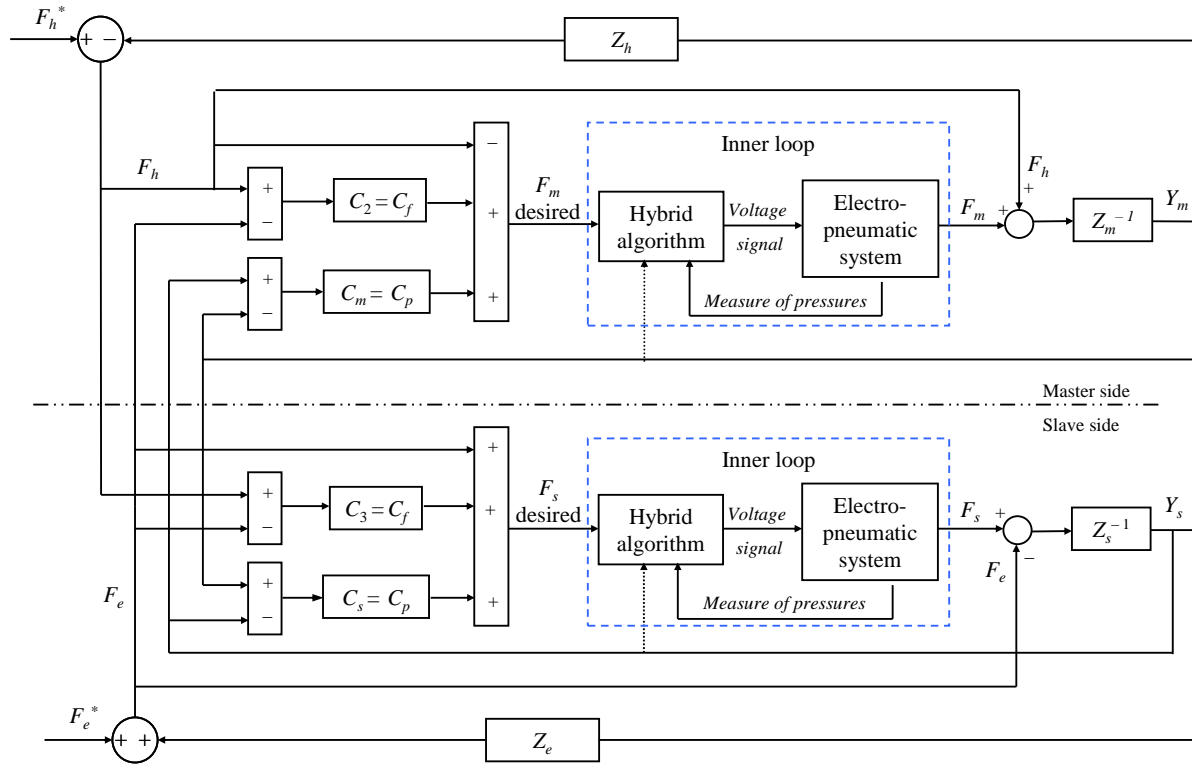 F_h^*
+ −
Z_h
Inner loop
F_h
+
−
C_2 = C_f
−
+
+
F_m
desired
Hybrid
algorithm
Voltage
signal
Electro-
pneumatic
system
F_m
+
F_h
+
Z_m^{-1}
Y_m
+
−
C_m = C_p
Measure of pressures
Master side
Slave side
Inner loop
+
−
C_3 = C_f
+
+
+
F_s
desired
Hybrid
algorithm
Voltage
signal
Electro-
pneumatic
system
F_s
+
−
F_e
Z_s^{-1}
Y_s
F_e
+
−
C_s = C_p
Measure of pressures
F_e^*
+ +
Z_e